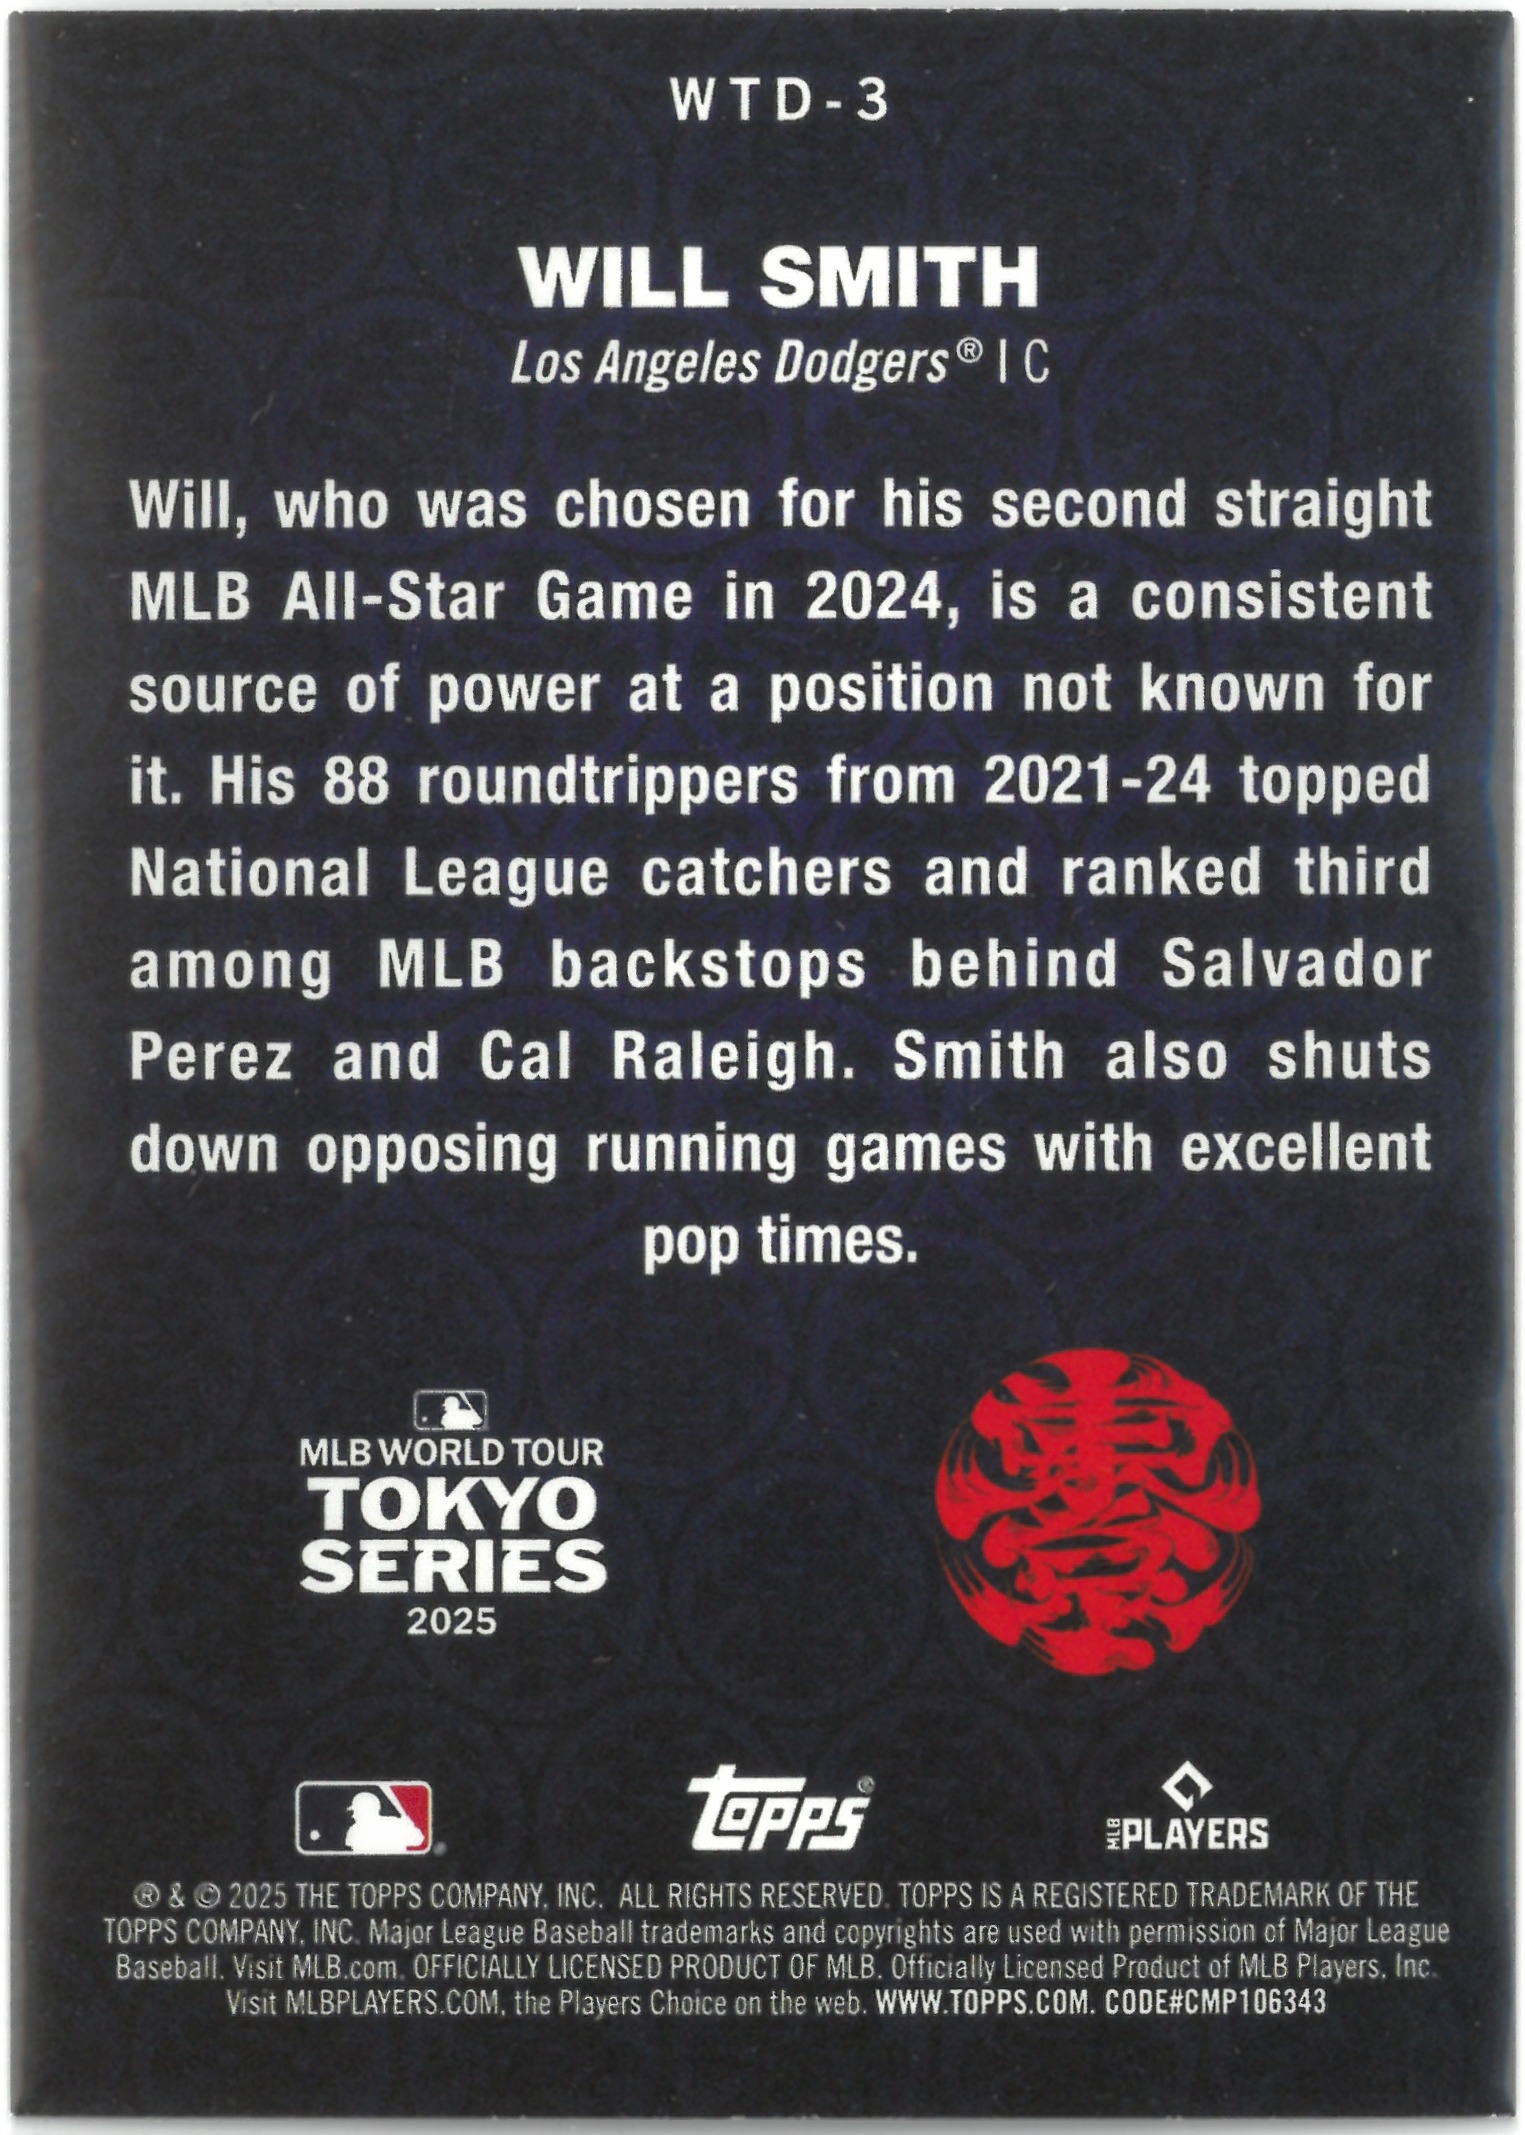 WTD-3
WILL SMITH
Los Angeles Dodgers® | C
Will, who was chosen for his second straight
MLB All-Star Game in 2024, is a consistent
source of power at a position not known for
it. His 88 roundtrippers from 2021-24 topped
National League catchers and ranked third
among MLB backstops behind Salvador
Perez and Cal Raleigh. Smith also shuts
down opposing running games with excellent
pop times.
MLB WORLD TOUR
TOKYO
SERIES
2025
東京
Topps®
MLB PLAYERS
® & © 2025 THE TOPPS COMPANY, INC. ALL RIGHTS RESERVED. TOPPS IS A REGISTERED TRADEMARK OF THE
TOPPS COMPANY, INC. Major League Baseball trademarks and copyrights are used with permission of Major League
Baseball. Visit MLB.com. OFFICIALLY LICENSED PRODUCT OF MLB. Officially Licensed Product of MLB Players, Inc.
Visit MLBPLAYERS.COM, the Players Choice on the web. WWW.TOPPS.COM. CODE#CMP106343